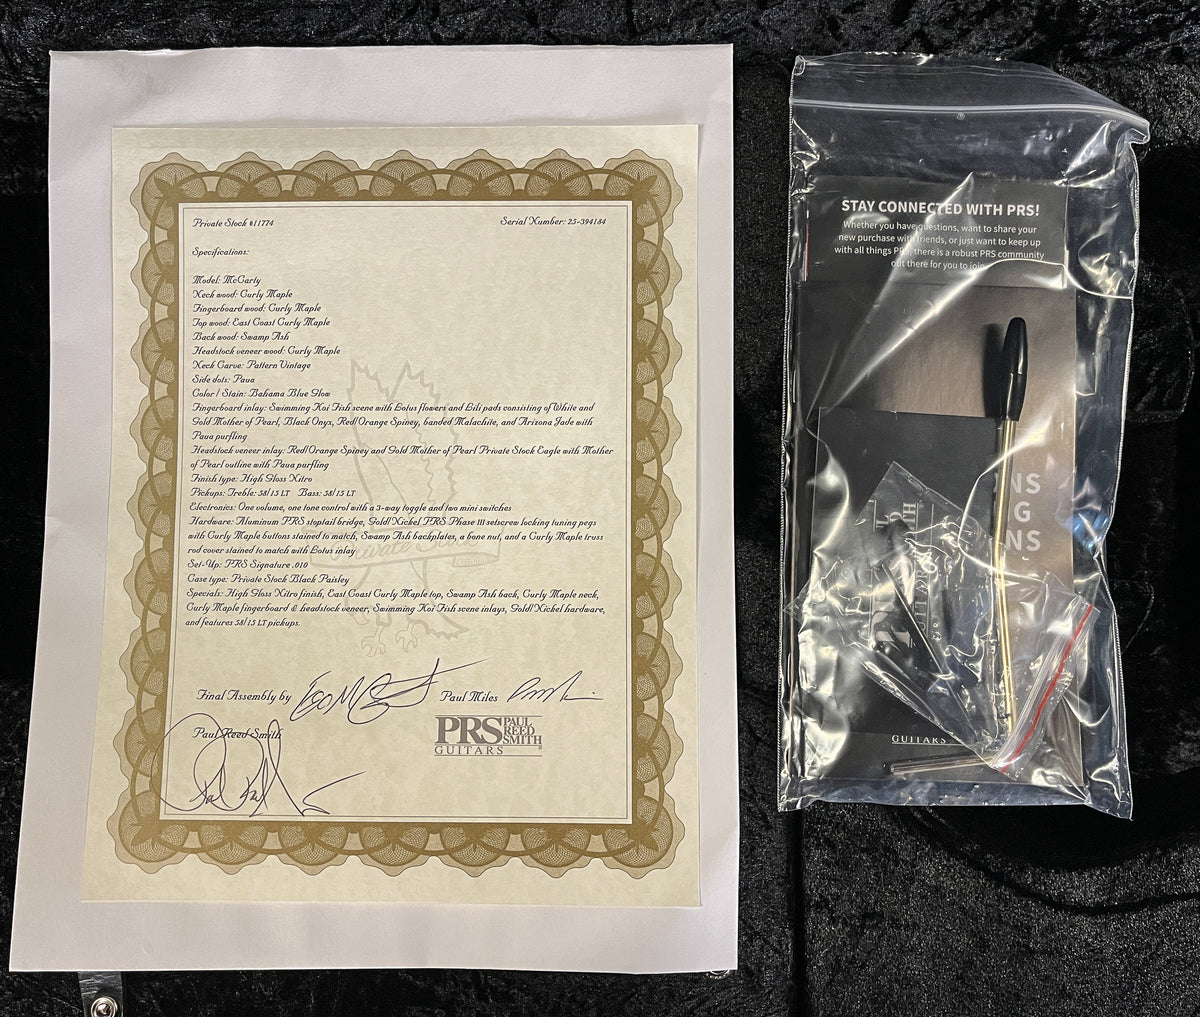 Private Stock #11774
Serial Number: 25-394184
Specifications:
Model: McCarty
Neck wood: Curly Maple
Fingerboard wood: Curly Maple
Top wood: East Coast Curly Maple
Back wood: Swamp Ash
Headstock veneer wood: Curly Maple
Neck Carve: Pattern Vintage
Side dots: Paua
Color / Stain: Bahama Blue Glow
Fingerboard inlay: Swimming Koi Fish scene with Lotus flowers and Lili pads consisting of White and
Gold Mother of Pearl, Black Onyx, Red/Orange Spiney, banded Malachite, and Arizona Jade with
Paua purfling
Headstock veneer inlay: Red/Orange Spiney and Gold Mother of Pearl Private Stock Eagle with Mother
of Pearl outline with Paua purfling
Finish type: High Gloss Nitro
Pickups: Treble: 58/15 LT Bass: 58/15 LT
Electronics: One volume, one tone control with a 3-way toggle and two mini switches
Hardware: Aluminum PRS stoptail bridge, Gold/Nickel PRS Phase III setscrew locking tuning pegs
with Curly Maple buttons stained to match, Swamp Ash backplates, a bone nut, and a Curly Maple truss
rod cover stained to match with Lotus inlay
Set-Up: PRS Signature .010
Case type: Private Stock Black Paisley
Specials: High Gloss Nitro finish, East Coast Curly Maple top, Swamp Ash back, Curly Maple neck,
Curly Maple fingerboard & headstock veneer, Swimming Koi Fish scene inlays, Gold/Nickel hardware,
and features 58/15 LT pickups.
Private Stock
Final Assembly by
Paul Miles
Paul Reed Smith
PRS PAUL REED SMITH
GUITARS
STAY CONNECTED WITH PRS!
Whether you have questions, want to share your
new purchase with friends, or just want to keep up
with all things PRS, there is a robust PRS community
out there for you to join
NS
G
NS
GUITARS